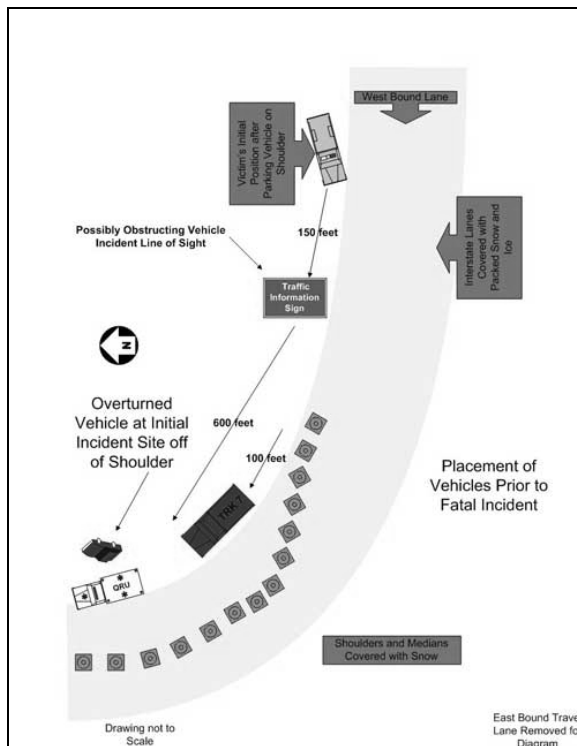 West Bound Lane
Victim's Initial
Position after
Parking Vehicle on
Shoulder
Possibly Obstructing Vehicle
Incident Line of Sight
150 feet
Interstate Lanes
Covered with
Packed Snow and
Ice
Traffic
Information
Sign
N
Overturned
Vehicle at Initial
Incident Site off
of Shoulder
600 feet
100 feet
TRK 7
Placement of
Vehicles Prior to
Fatal Incident
QRU
Shoulders and Medians
Covered with Snow
Drawing not to
Scale
East Bound Trave
Lane Removed fo
Diagram